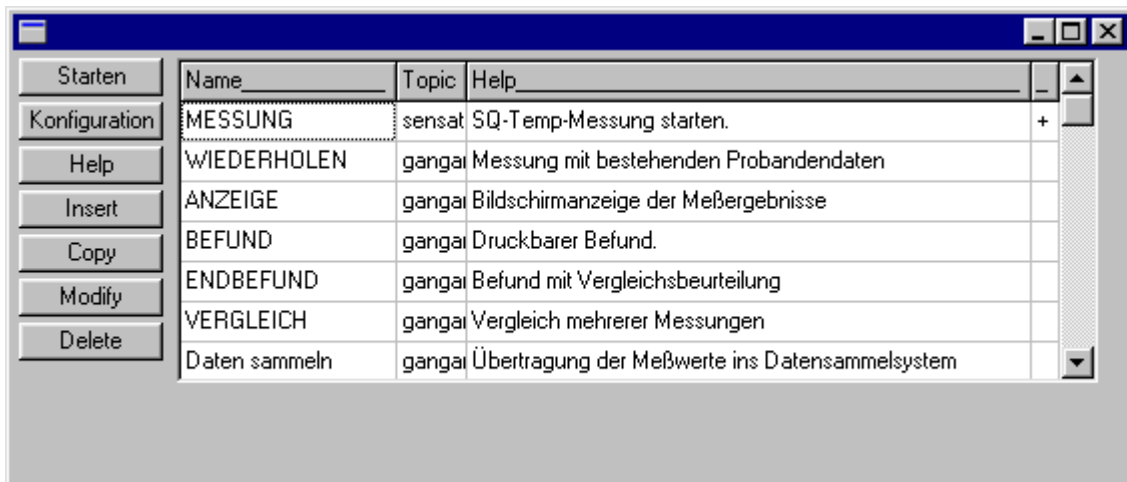 Starten
Konfiguration
Help
Insert
Copy
Modify
Delete
Name__________ Topic Help______________________________ _
MESSUNG sensat SQ-Temp-Messung starten. +
WIEDERHOLEN gangar Messung mit bestehenden Probandendaten
ANZEIGE gangar Bildschirmanzeige der Meßergebnisse
BEFUND gangar Druckbarer Befund.
ENDBEFUND gangar Befund mit Vergleichsbeurteilung
VERGLEICH gangar Vergleich mehrerer Messungen
Daten sammeln gangar Übertragung der Meßwerte ins Datensammelsystem